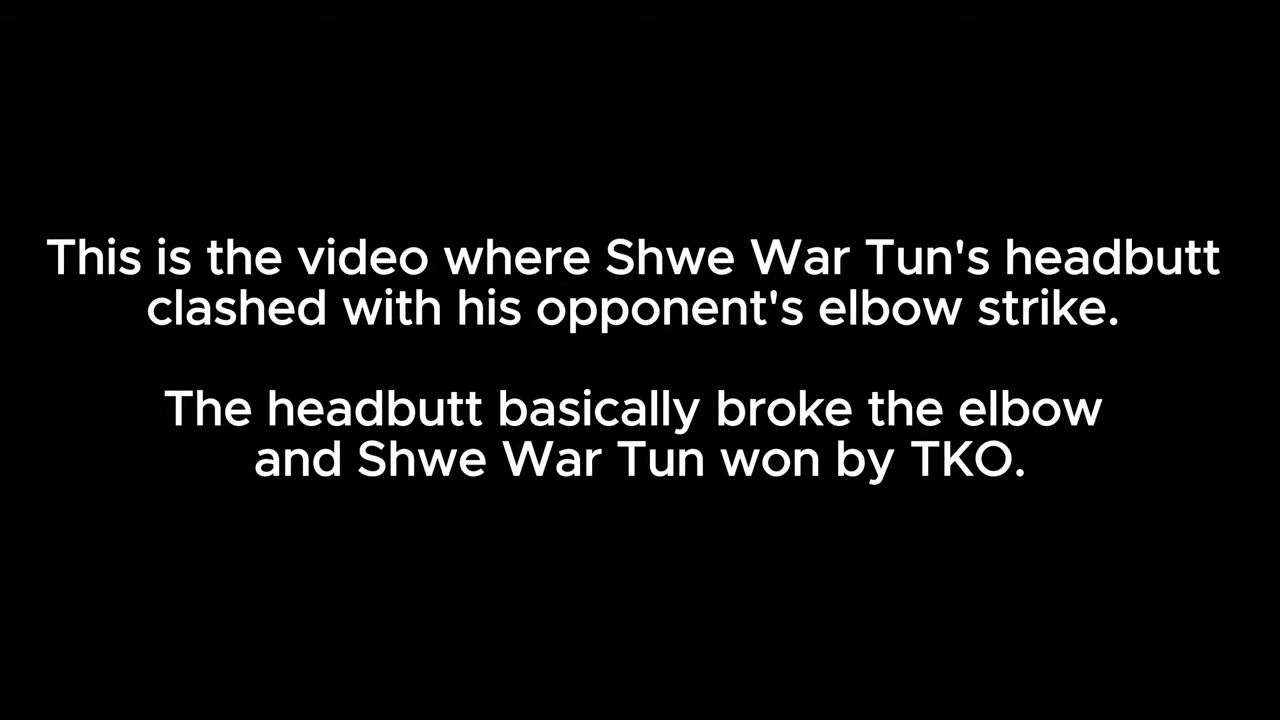 This is the video where Shwe War Tun's headbutt
clashed with his opponent's elbow strike.
The headbutt basically broke the elbow
and Shwe War Tun won by TKO.